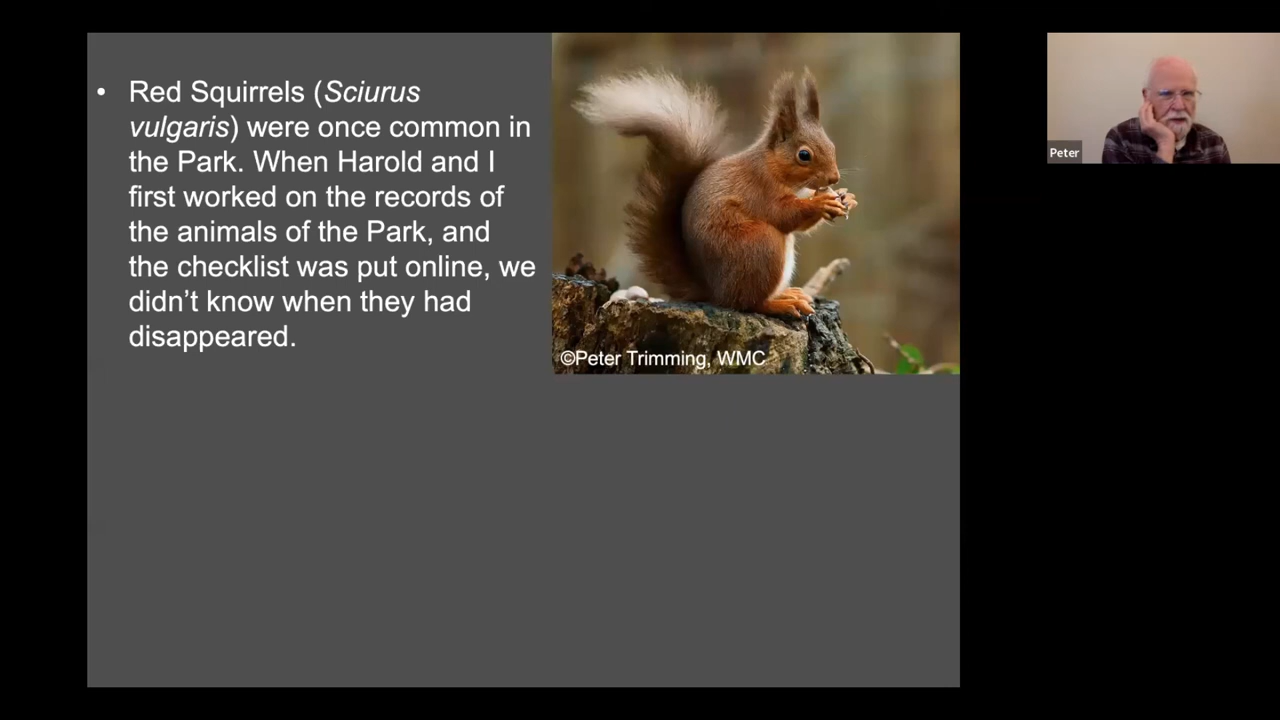 • Red Squirrels (Sciurus
vulgaris) were once common in
the Park. When Harold and I
first worked on the records of
the animals of the Park, and
the checklist was put online, we
didn’t know when they had
disappeared.
©Peter Trimming, WMC
Peter